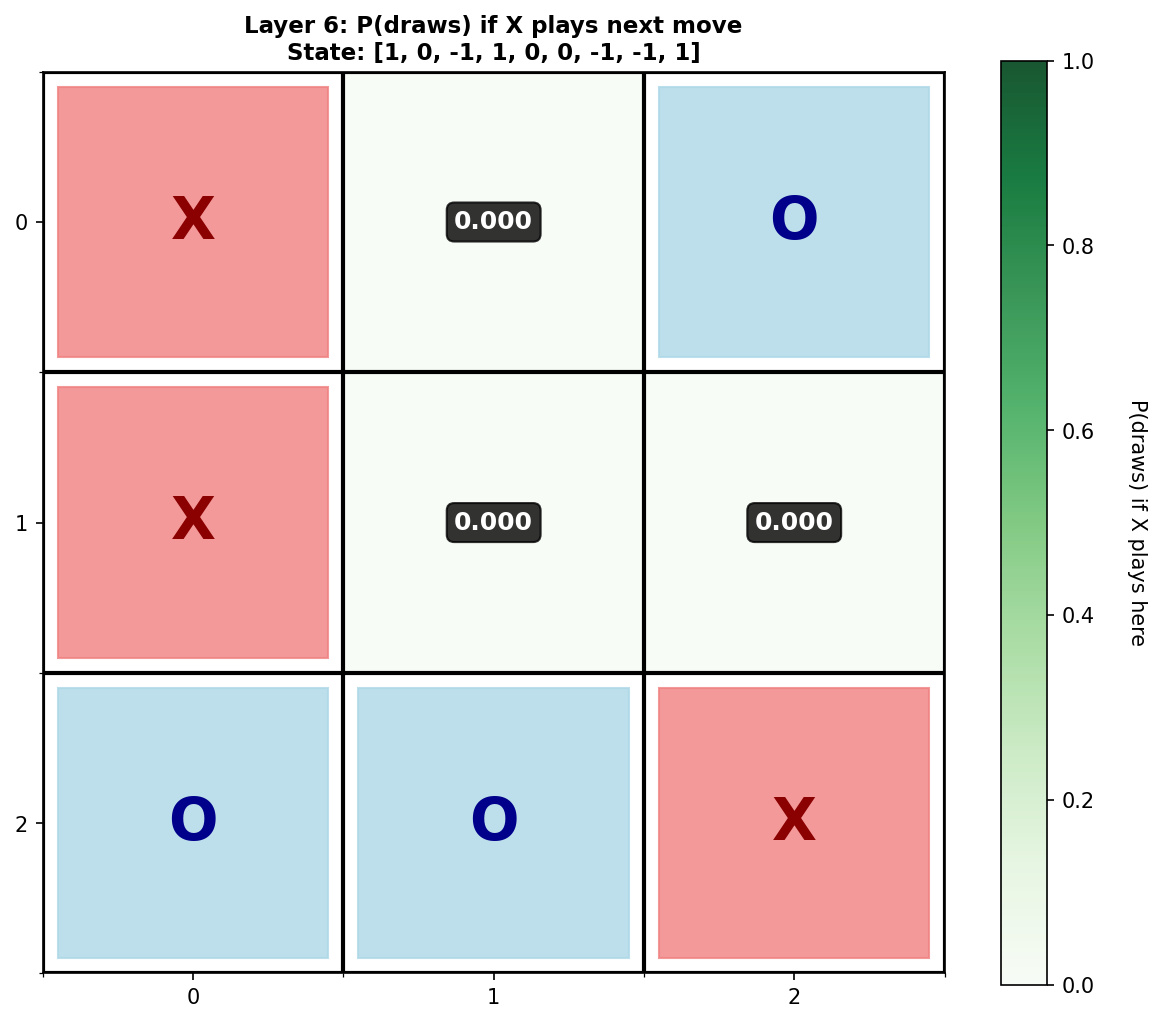 Layer 6: P(draws) if X plays next move
State: [1, 0, -1, 1, 0, 0, -1, -1, 1]
0
X
0.000
O
1
X
0.000
0.000
2
O
O
X
0
1
2
1.0
0.8
0.6
0.4
0.2
0.0
P(draws) if X plays here